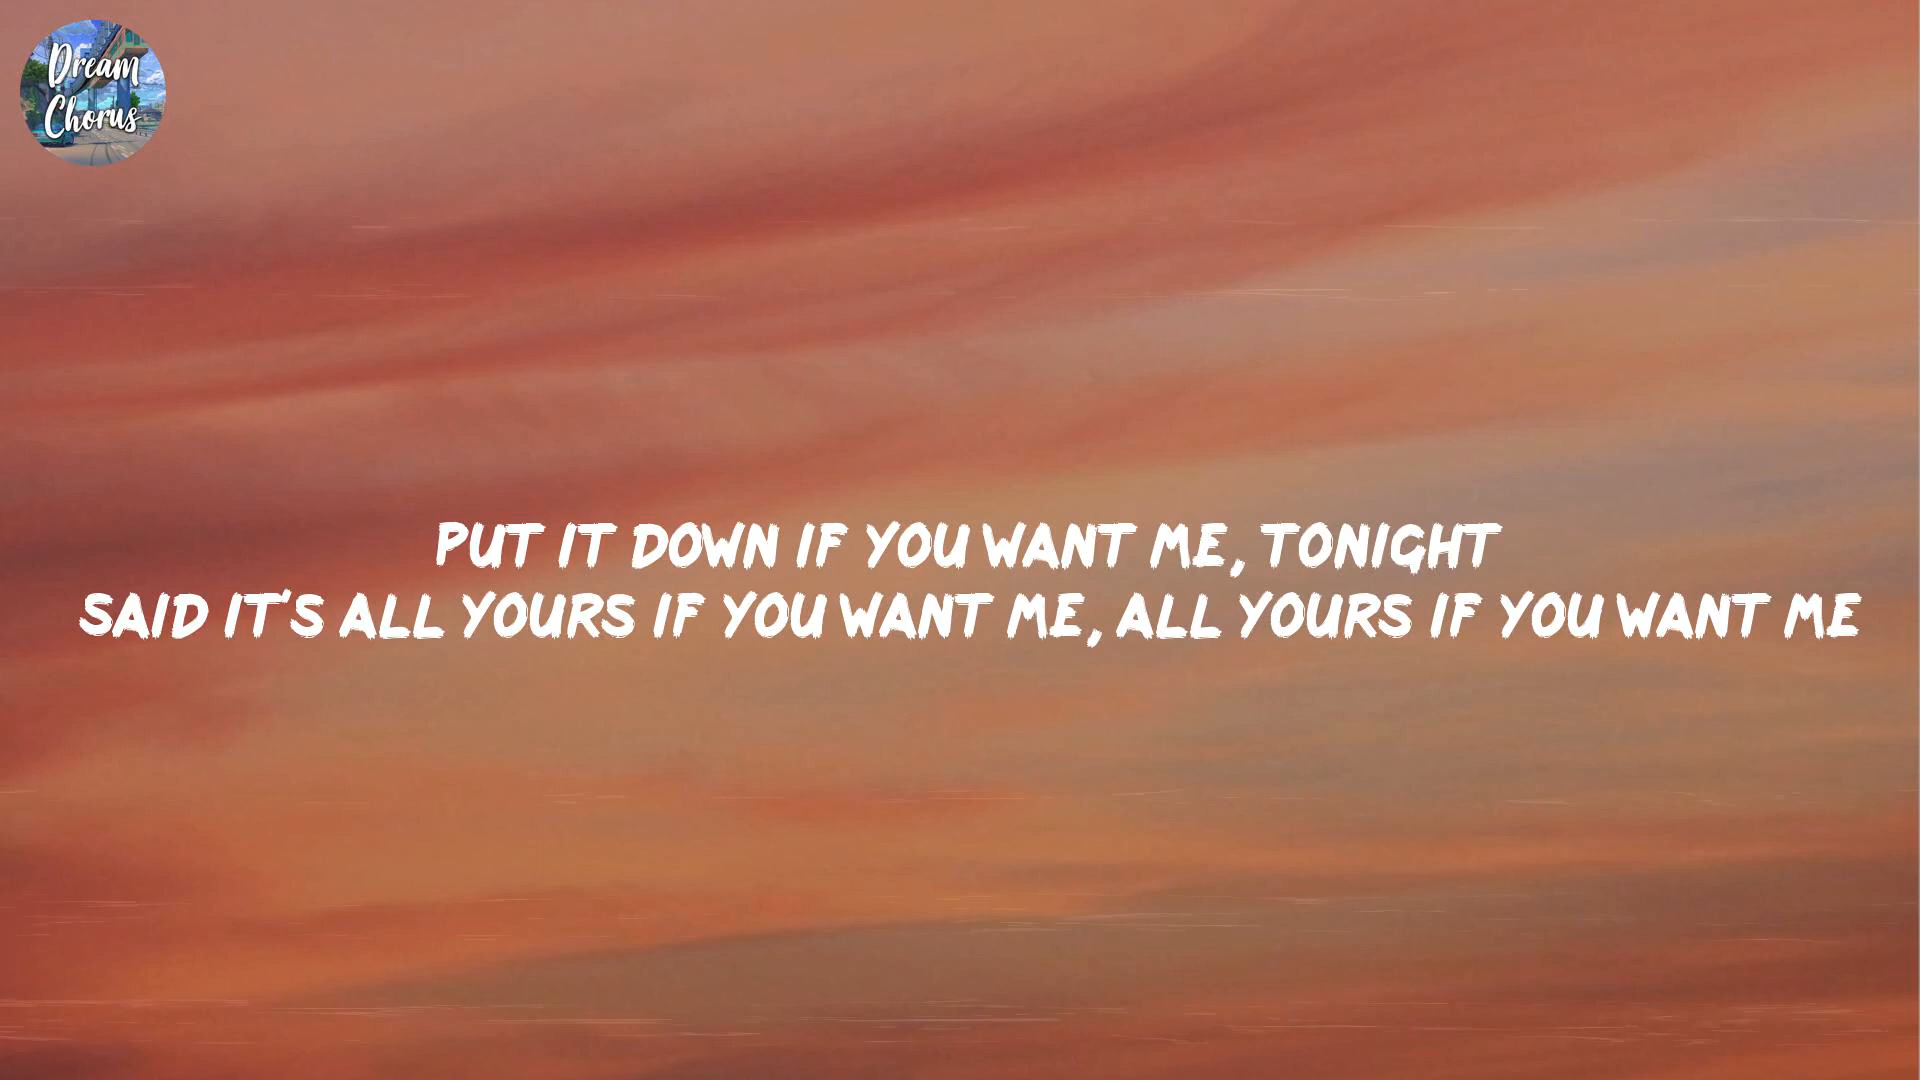 Dream
Chorus
PUT IT DOWN IF YOU WANT ME, TONIGHT
SAID IT'S ALL YOURS IF YOU WANT ME, ALL YOURS IF YOU WANT ME